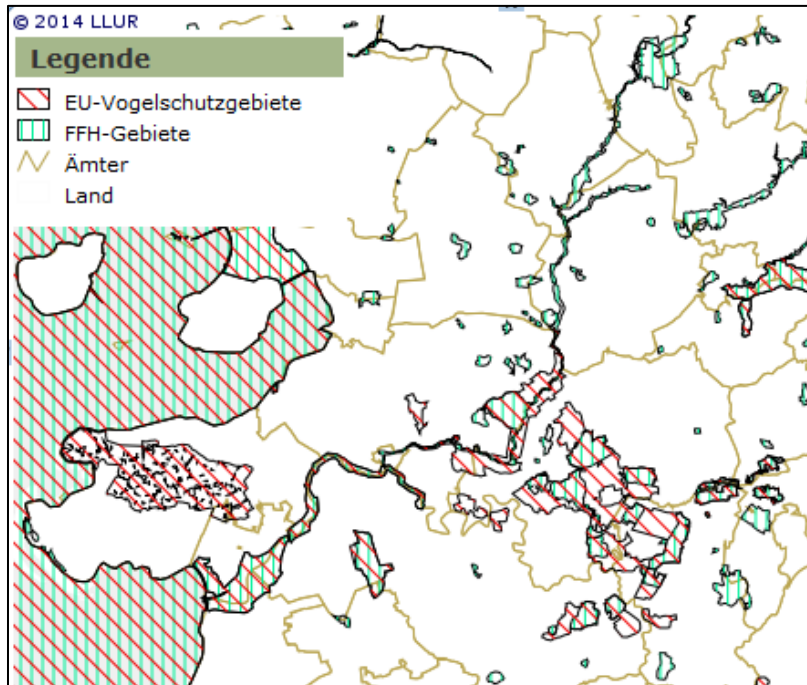 © 2014 LLUR
Legende
EU-Vogelschutzgebiete
FFH-Gebiete
Ämter
Land